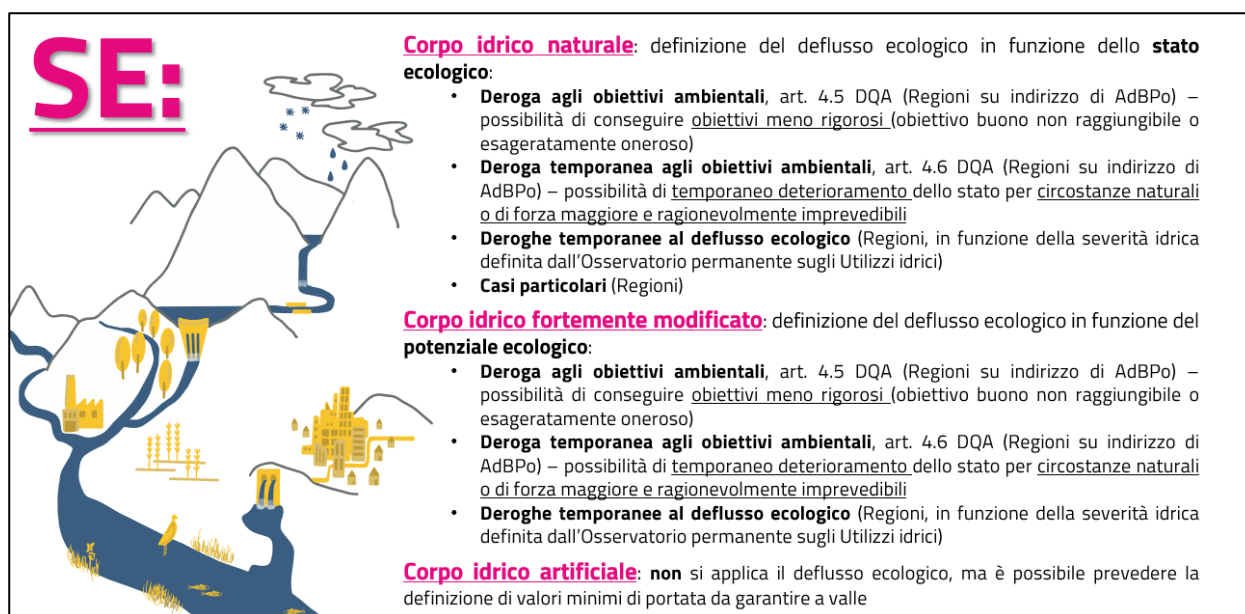 SE:
Corpo idrico naturale: definizione del deflusso ecologico in funzione dello stato
ecologico:
• Deroga agli obiettivi ambientali, art. 4.5 DQA (Regioni su indirizzo di AdBPo) –
possibilità di conseguire obiettivi meno rigorosi (obiettivo buono non raggiungibile o
esageratamente oneroso)
• Deroga temporanea agli obiettivi ambientali, art. 4.6 DQA (Regioni su indirizzo di
AdBPo) – possibilità di temporaneo deterioramento dello stato per circostanze naturali
o di forza maggiore e ragionevolmente imprevedibili
• Deroghe temporanee al deflusso ecologico (Regioni, in funzione della severità idrica
definita dall'Osservatorio permanente sugli Utilizzi idrici)
• Casi particolari (Regioni)
Corpo idrico fortemente modificato: definizione del deflusso ecologico in funzione del
potenziale ecologico:
• Deroga agli obiettivi ambientali, art. 4.5 DQA (Regioni su indirizzo di AdBPo) –
possibilità di conseguire obiettivi meno rigorosi (obiettivo buono non raggiungibile o
esageratamente oneroso)
• Deroga temporanea agli obiettivi ambientali, art. 4.6 DQA (Regioni su indirizzo di
AdBPo) – possibilità di temporaneo deterioramento dello stato per circostanze naturali
o di forza maggiore e ragionevolmente imprevedibili
• Deroghe temporanee al deflusso ecologico (Regioni, in funzione della severità idrica
definita dall'Osservatorio permanente sugli Utilizzi idrici)
Corpo idrico artificiale: non si applica il deflusso ecologico, ma è possibile prevedere la
definizione di valori minimi di portata da garantire a valle